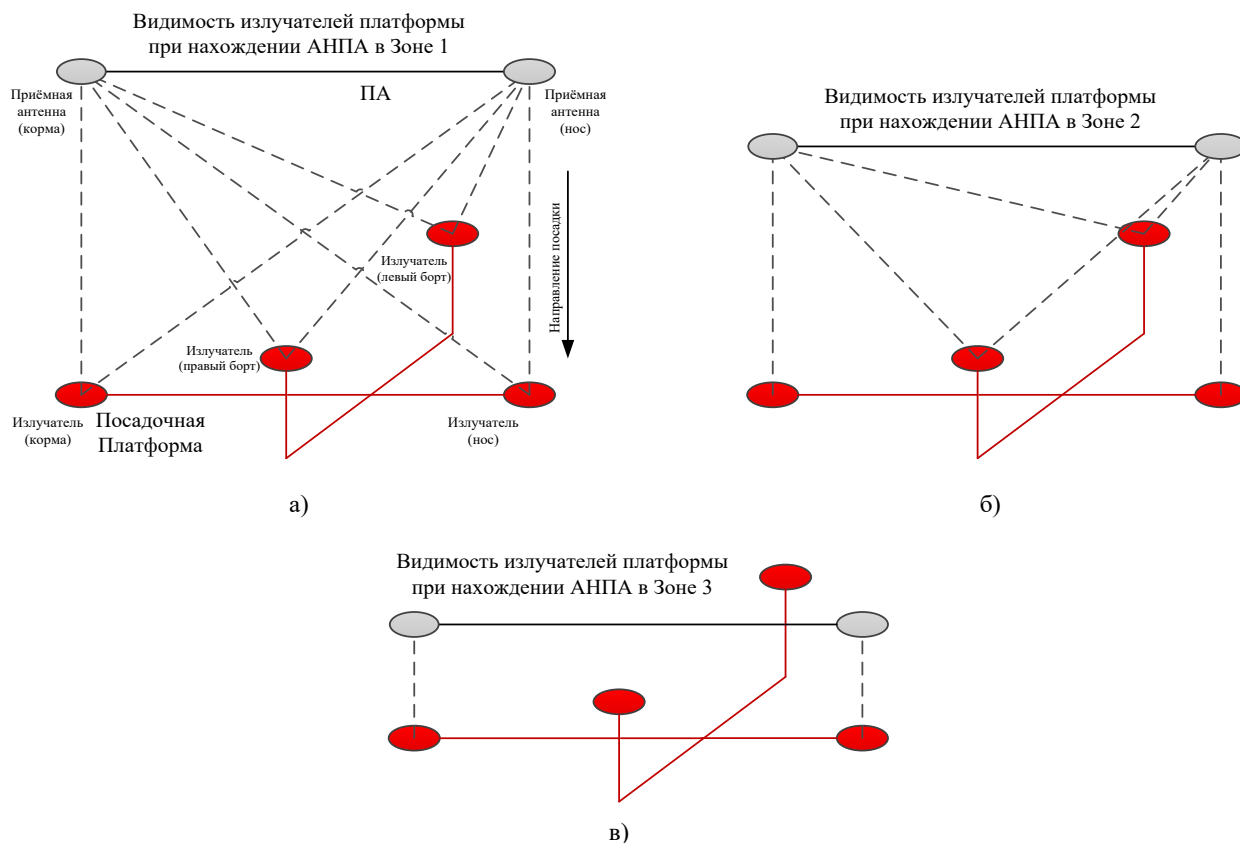 Видимость излучателей платформы
при нахождении АНПА в Зоне 1
ПА
Приёмная
антенна
(корма)
Приёмная
антенна
(нос)
Направление посадки
Излучатель
(левый борт)
Излучатель
(правый борт)
Излучатель
(корма)
Посадочная
Платформа
Излучатель
(нос)
а)
Видимость излучателей платформы
при нахождении АНПА в Зоне 2
б)
Видимость излучателей платформы
при нахождении АНПА в Зоне 3
в)